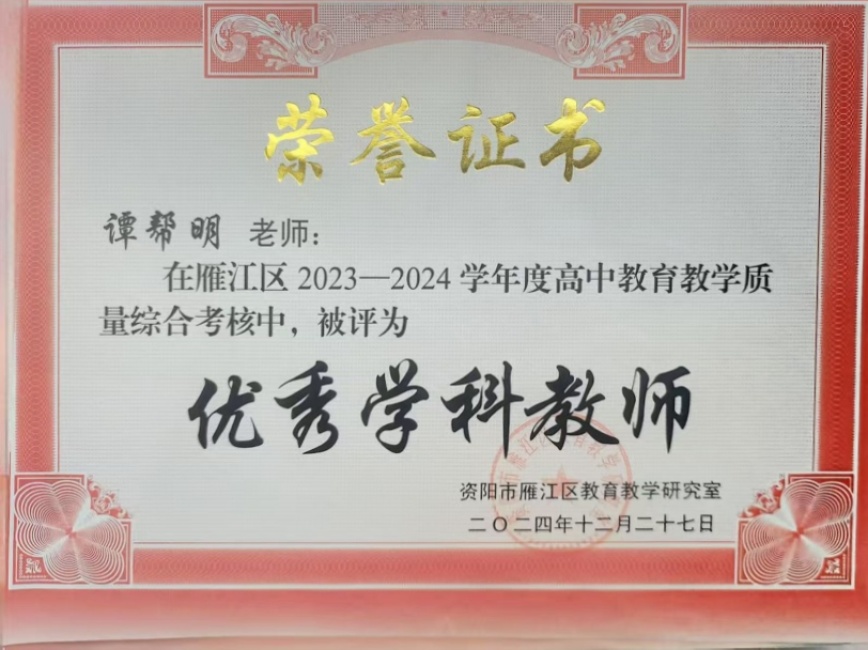 荣誉证书
谭帮明 老师：
在雁江区 2023—2024 学年度高中教育教学质
量综合考核中，被评为
优秀学科教师
资阳市雁江区教育教学研究室
二〇二四年十二月二十七日